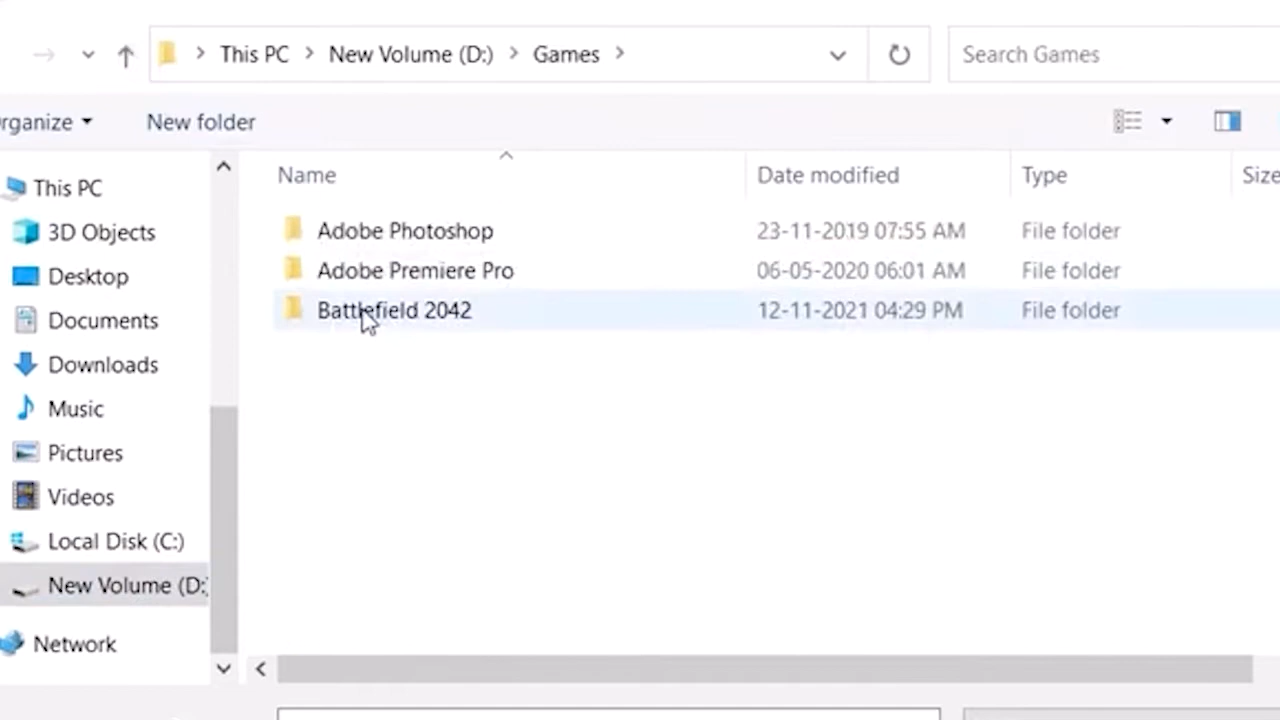 This PC > New Volume (D:) > Games >
Search Games
rganize
New folder
Name
Date modified
Type
Size
Adobe Photoshop
23-11-2019 07:55 AM
File folder
Adobe Premiere Pro
06-05-2020 06:01 AM
File folder
Battlefield 2042
12-11-2021 04:29 PM
File folder
This PC
3D Objects
Desktop
Documents
Downloads
Music
Pictures
Videos
Local Disk (C:)
New Volume (D:)
Network